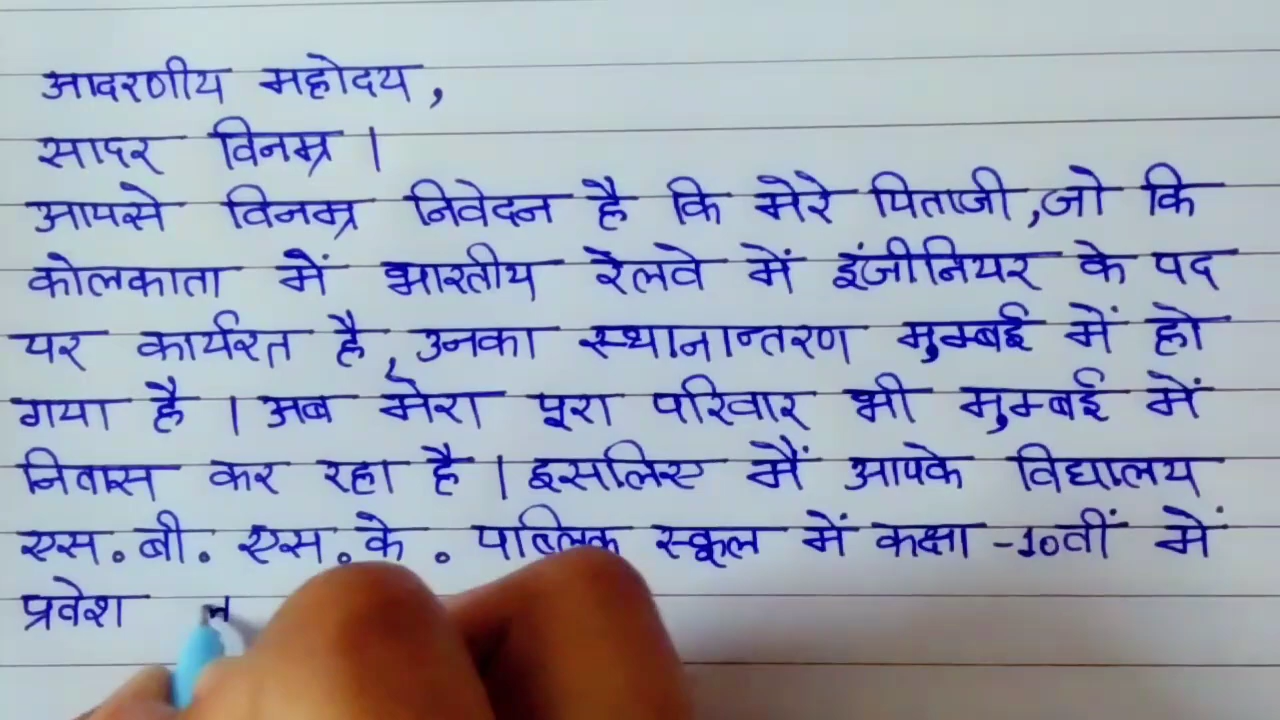 आदरणीय महोदय,
सादर विनम्र ।
आपसे विनम्र निवेदन है कि मेरे पिताजी,जो कि
कोलकाता में भारतीय रेलवे में इंजीनियर के पद
पर कार्यरत है, उनका स्थानान्तरण मुम्बई में हो
गया है । अब मेरा पूरा परिवार भी मुम्बई में
निवास कर रहा है । इसलिए मैं आपके विद्यालय
एस. बी. एस. के. पब्लिक स्कूल में कक्षा -10वीं में
प्रवेश